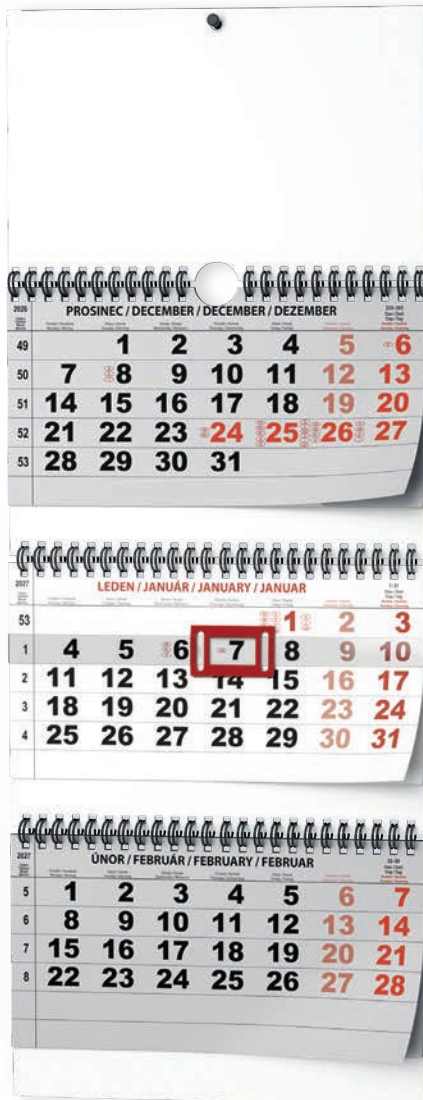 2026
PROSINEC / DECEMBER / DECEMBER / DEZEMBER
49 1 2 3 4 5 6
50 7 8 9 10 11 12 13
51 14 15 16 17 18 19 20
52 21 22 23 24 25 26 27
53 28 29 30 31
2027
LEDEN / JANUÁR / JANUARY / JANUAR
1-31
53 1 2 3
1 4 5 6 7 8 9 10
2 11 12 13 14 15 16 17
3 18 19 20 21 22 23 24
4 25 26 27 28 29 30 31
2027
ÚNOR / FEBRUÁR / FEBRUARY / FEBRUAR
5 1 2 3 4 5 6 7
6 8 9 10 11 12 13 14
7 15 16 17 18 19 20 21
8 22 23 24 25 26 27 28